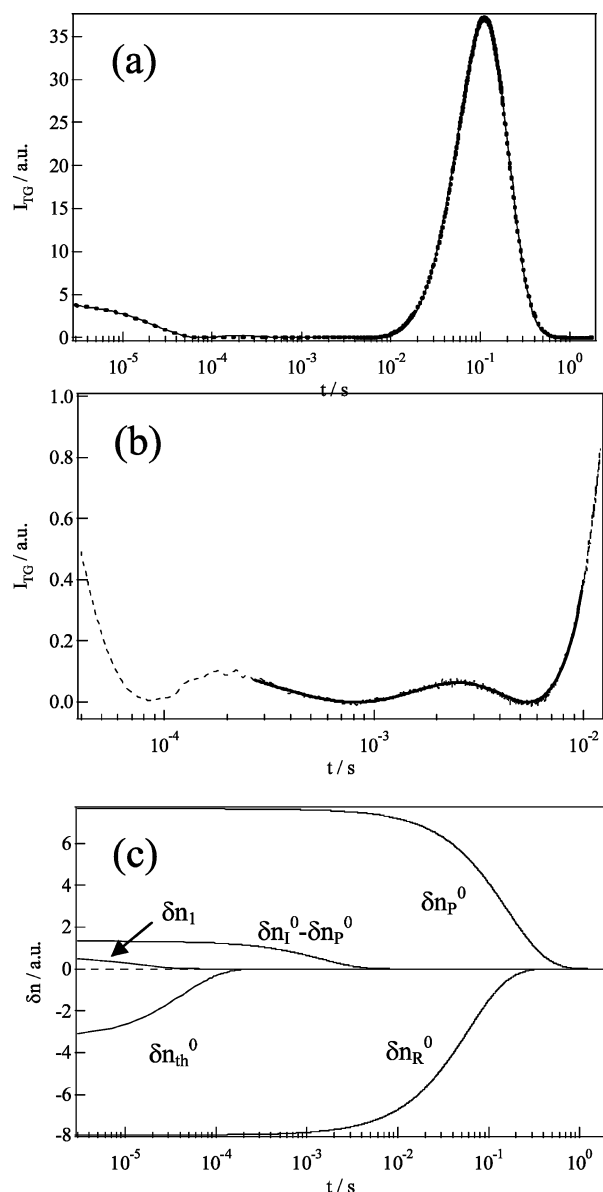 (a)
I_TG / a.u.
35
30
25
20
15
10
5
0
10^-5 10^-4 10^-3 10^-2 10^-1 10^0
t / s
(b)
I_TG / a.u.
1.0
0.8
0.6
0.4
0.2
0.0
10^-4 10^-3 10^-2
t / s
(c)
δn / a.u.
6
4
2
0
-2
-4
-6
-8
δn_1
δn_I^0-δn_P^0
δn_P^0
δn_th^0
δn_R^0
10^-5 10^-4 10^-3 10^-2 10^-1 10^0
t / s